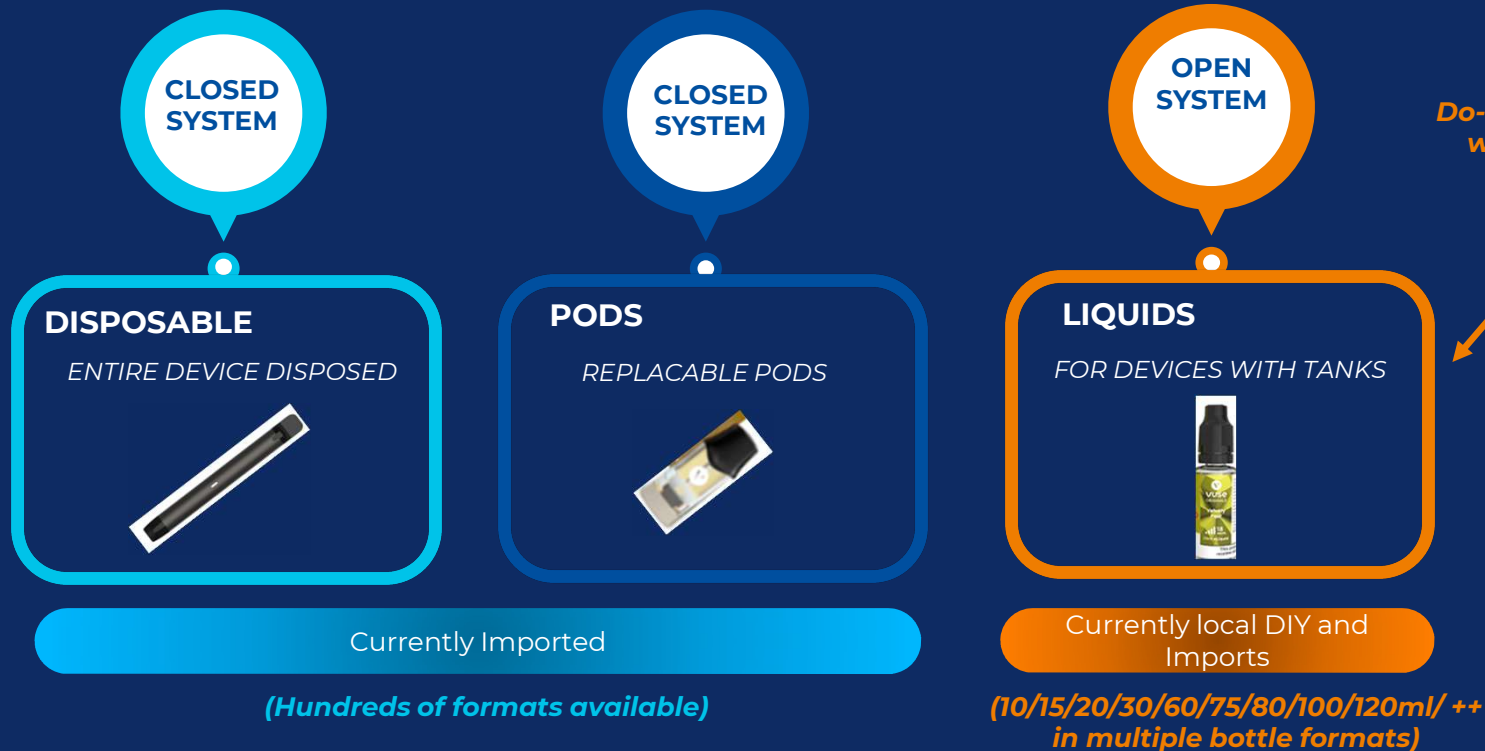 CLOSED
SYSTEM
CLOSED
SYSTEM
OPEN
SYSTEM
Do-
w
DISPOSABLE
ENTIRE DEVICE DISPOSED
PODS
REPLACABLE PODS
LIQUIDS
FOR DEVICES WITH TANKS
vuse
Currently Imported
Currently local DIY and
Imports
(Hundreds of formats available)
(10/15/20/30/60/75/80/100/120ml/ ++
in multiple bottle formats)